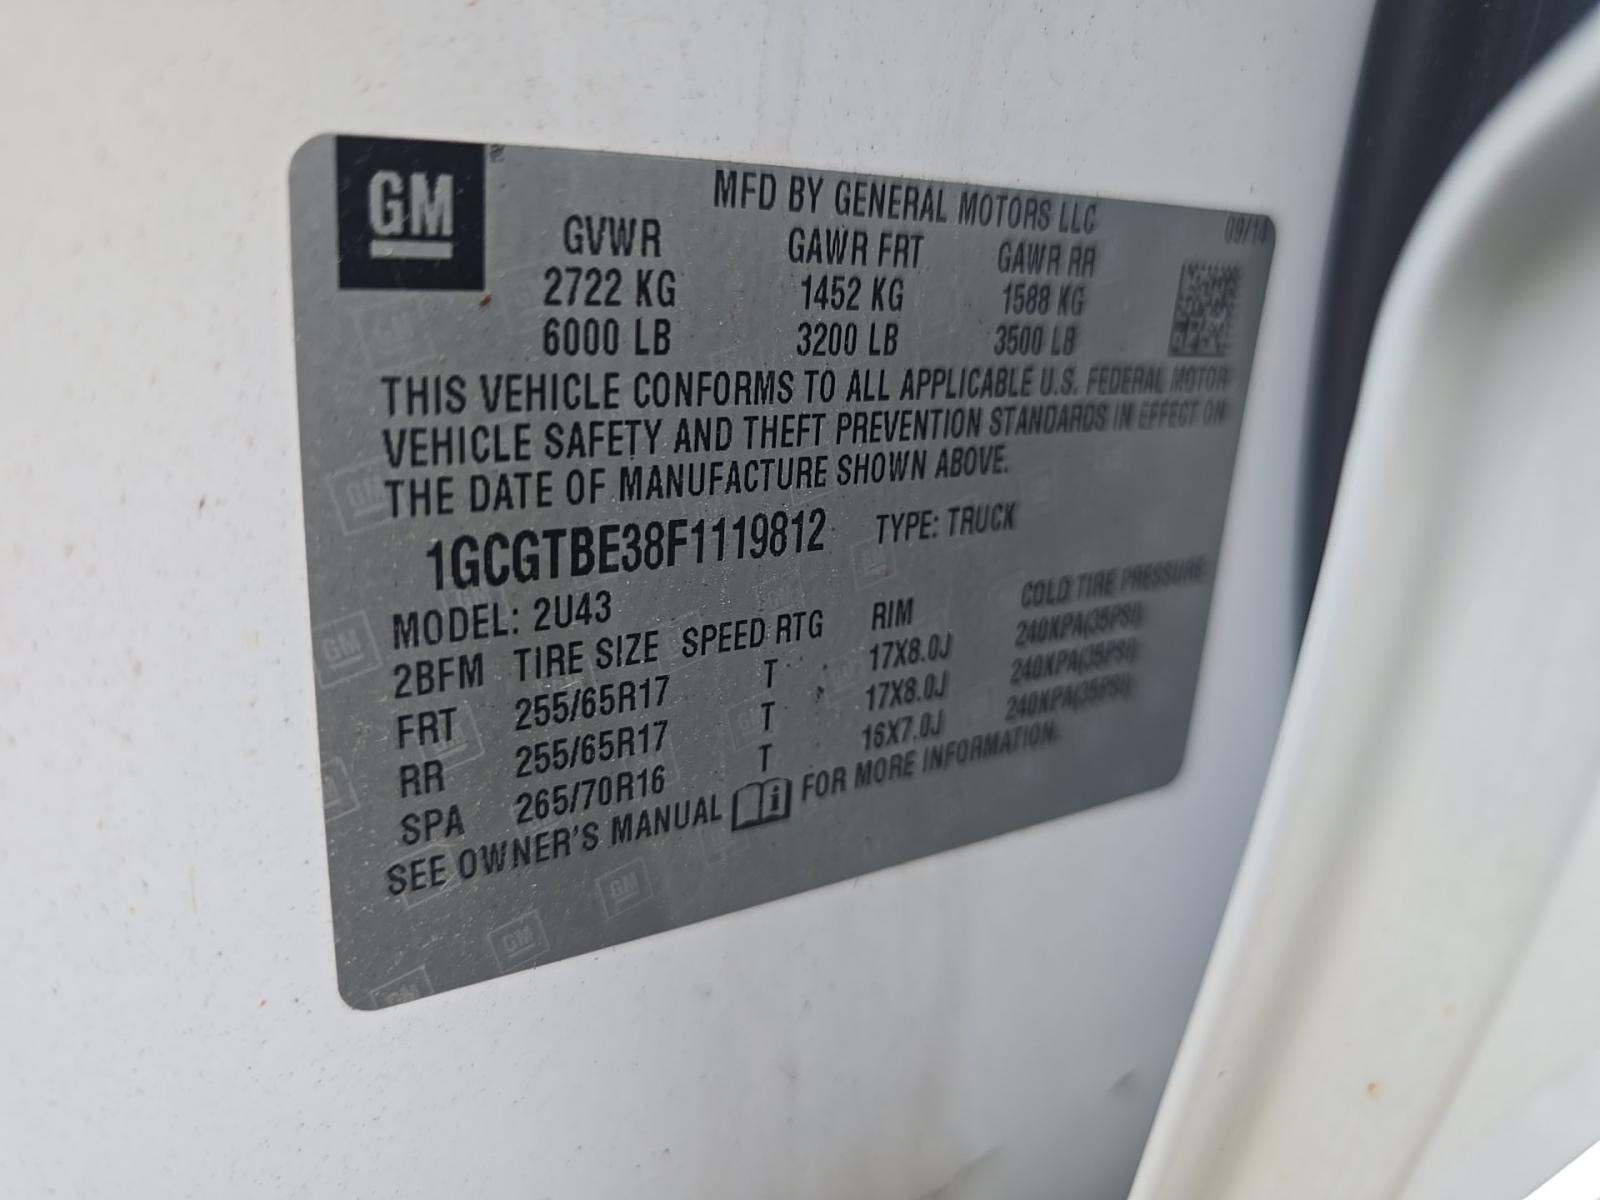 GM
MFD BY GENERAL MOTORS LLC
09/14
GVWR GAWR FRT GAWR RR
2722 KG 1452 KG 1588 KG
6000 LB 3200 LB 3500 LB
THIS VEHICLE CONFORMS TO ALL APPLICABLE U.S. FEDERAL MOTOR
VEHICLE SAFETY AND THEFT PREVENTION STANDARDS IN EFFECT ON
THE DATE OF MANUFACTURE SHOWN ABOVE.
1GCGTBE38F1119812 TYPE: TRUCK
MODEL: 2U43
2BFM TIRE SIZE SPEED RTG RIM COLD TIRE PRESSURE
FRT 255/65R17 T 17X8.0J 240KPA(35PSI)
RR 255/65R17 T 17X8.0J 240KPA(35PSI)
SPA 265/70R16 T 16X7.0J 240KPA(35PSI)
SEE OWNER'S MANUAL FOR MORE INFORMATION.